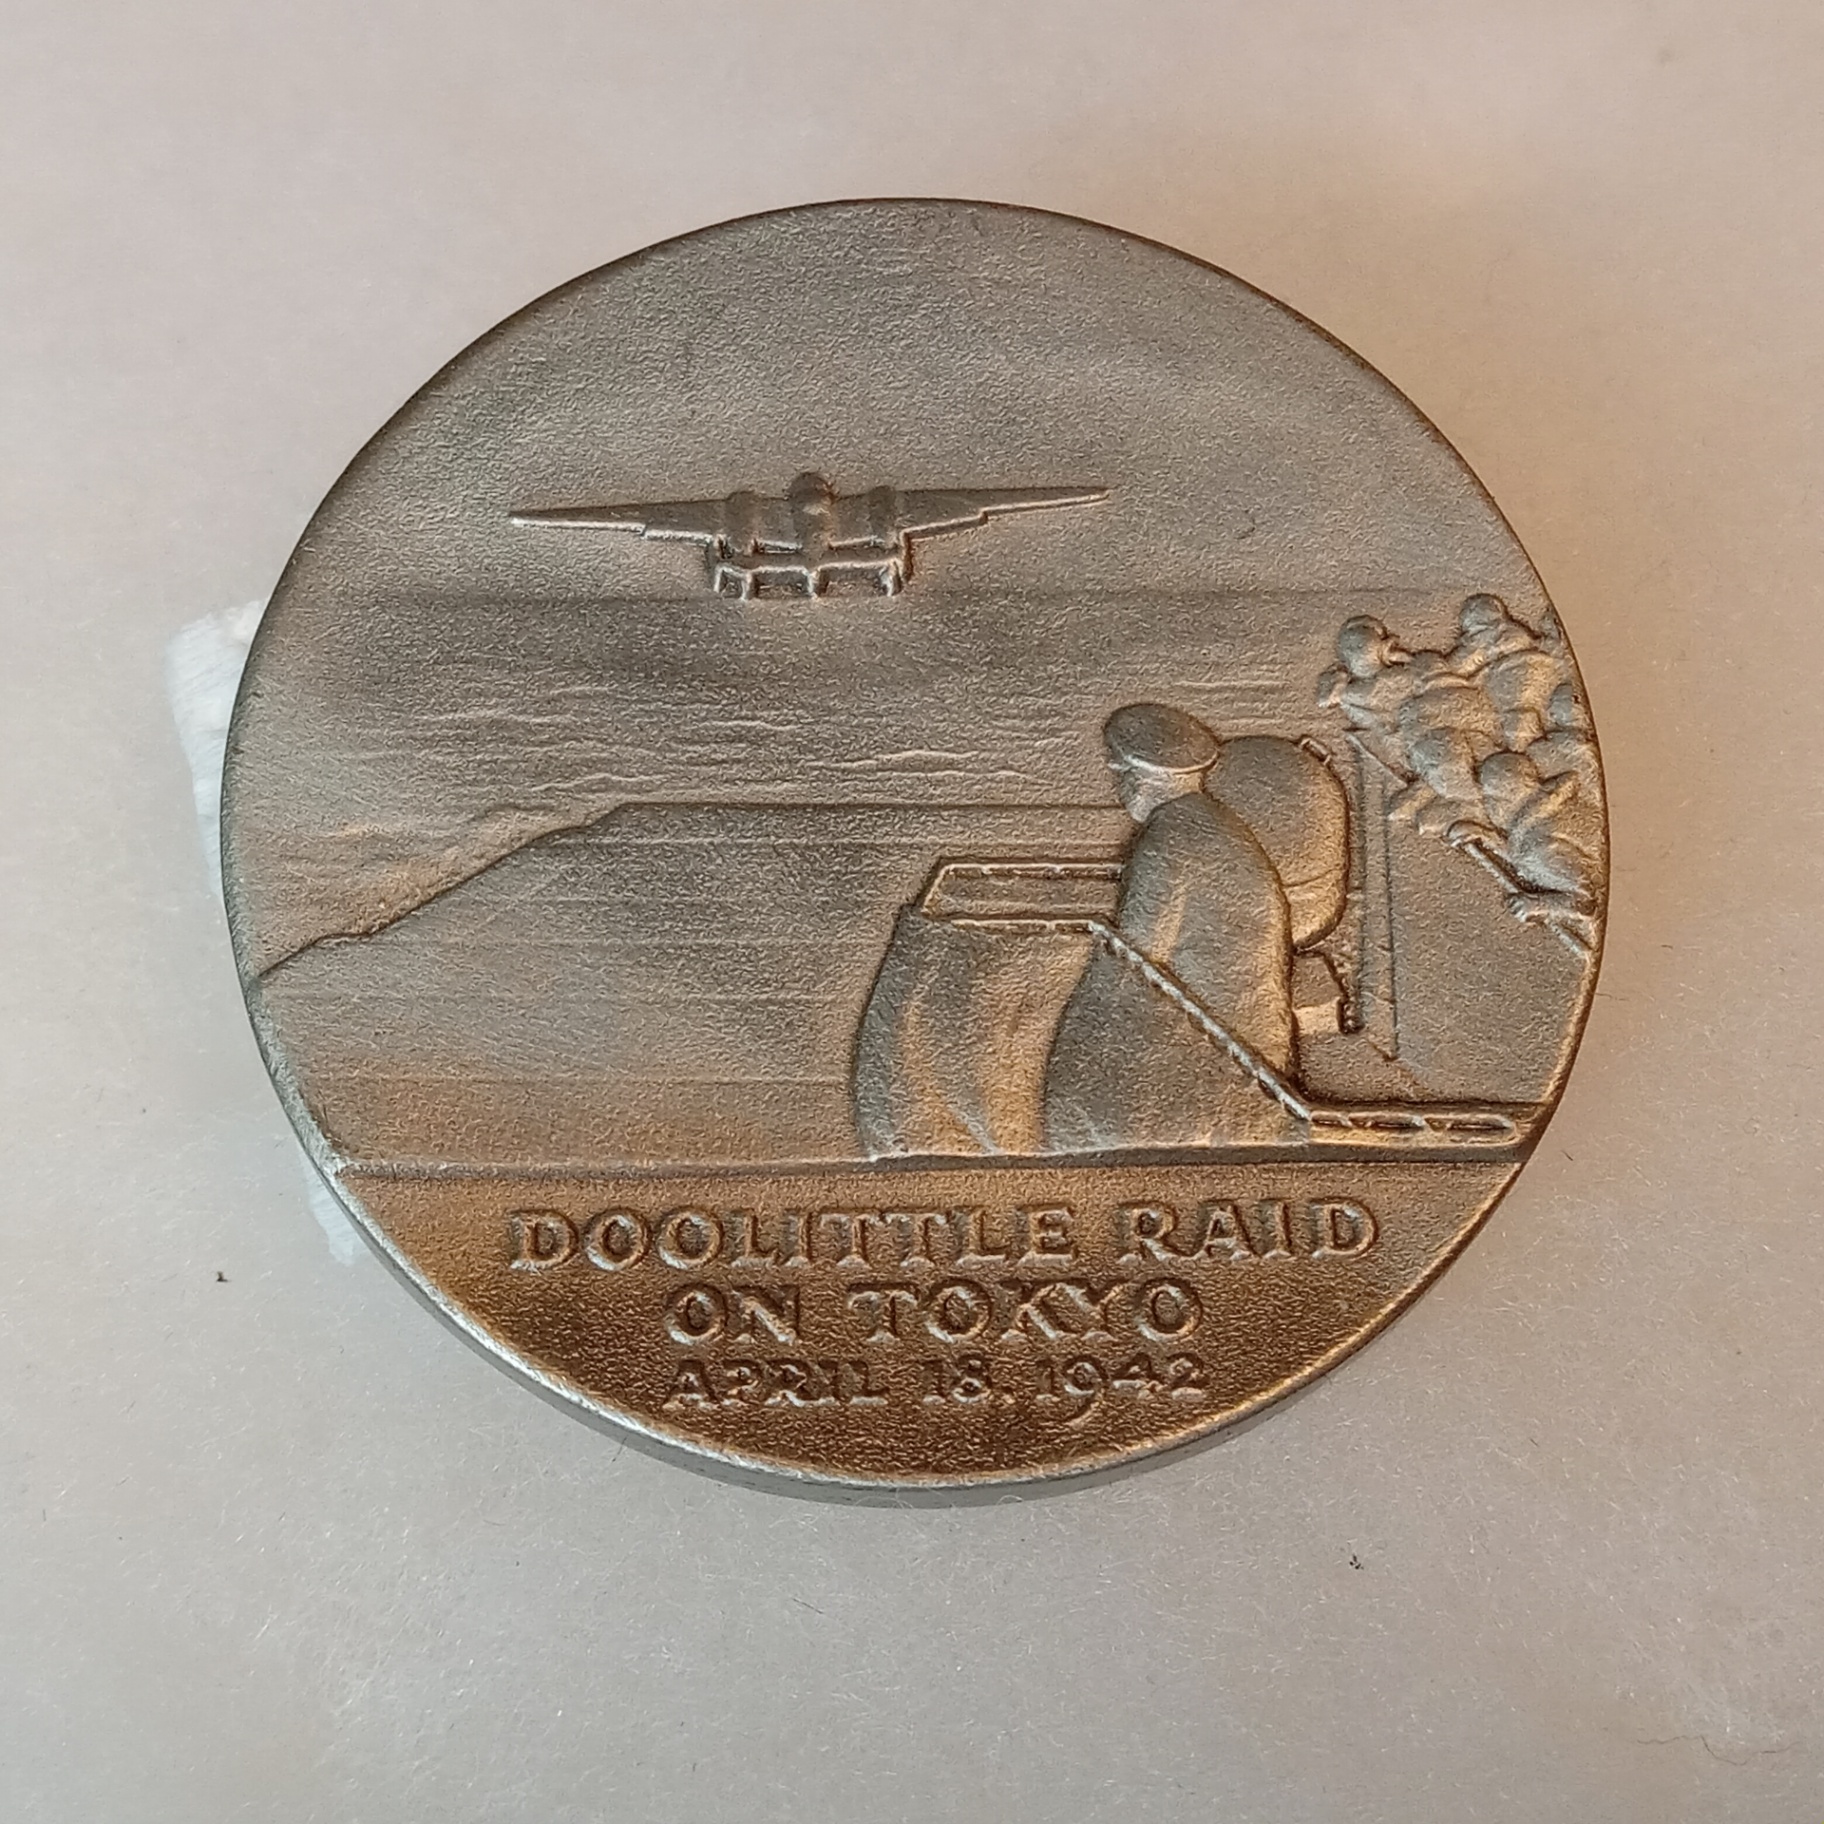 DOOLITTLE RAID
ON TOKYO
APRIL 18, 1942